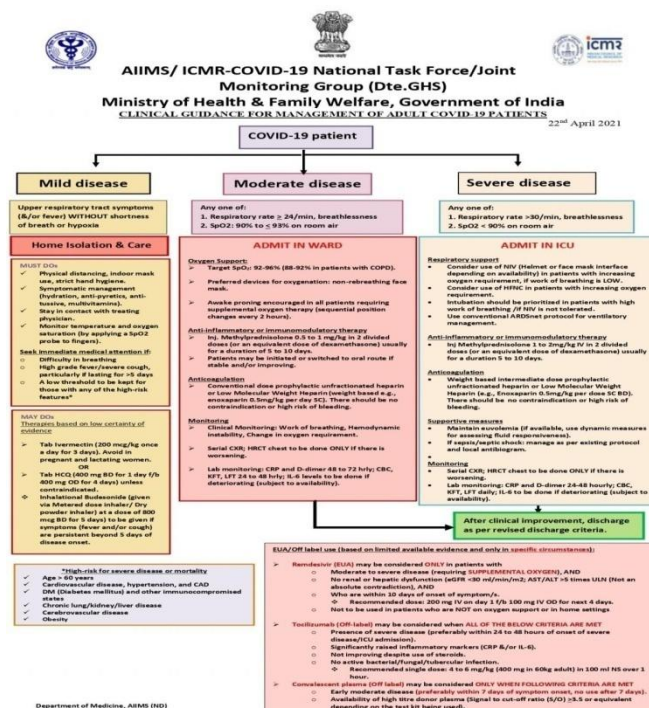 icmr
AIIMS/ ICMR-COVID-19 National Task Force/Joint
Monitoring Group (Dte.GHS)
Ministry of Health & Family Welfare, Government of India
CLINICAL GUIDANCE FOR MANAGEMENT OF ADULT COVID-19 PATIENTS
22nd April 2021
COVID-19 patient
Mild disease
Upper respiratory tract symptoms
(&/or fever) WITHOUT shortness
of breath or hypoxia
Home Isolation & Care
MUST DOs
Physical distancing, indoor mask
use, strict hand hygiene.
Symptomatic management
(hydration, anti-pyretics, anti-
tussive, multivitamins).
Stay in contact with treating
physician.
Monitor temperature and oxygen
saturation (by applying a SpO2
probe to fingers).
Seek immediate medical attention if:
Difficulty in breathing
High grade fever/severe cough,
particularly if lasting for >5 days
A low threshold to be kept for
those with any of the high-risk
features*
MAY DOs
Therapies based on low certainty of
evidence
Tab Ivermectin (200 mcg/kg once
a day for 3 days). Avoid in
pregnant and lactating women.
OR
Tab HCQ (400 mg BD for 1 day f/b
400 mg OD for 4 days) unless
contraindicated.
Inhalational Budesonide (given
via Metered dose inhaler/ Dry
powder inhaler) at a dose of 800
mcg BD for 5 days) to be given if
symptoms (fever and/or cough)
are persistent beyond 5 days of
disease onset.
Moderate disease
Any one of:
1. Respiratory rate ≥ 24/min, breathlessness
2. SpO2: 90% to ≤ 93% on room air
ADMIT IN WARD
Oxygen Support:
Target SpO2: 92-96% (88-92% in patients with COPD).
Preferred devices for oxygenation: non-rebreathing face
mask.
Awake proning encouraged in all patients requiring
supplemental oxygen therapy (sequential position
changes every 2 hours).
Anti-inflammatory or immunomodulatory therapy
Inj. Methylprednisolone 0.5 to 1 mg/kg in 2 divided
doses (or an equivalent dose of dexamethasone) usually
for a duration of 5 to 10 days.
Patients may be initiated or switched to oral route if
stable and/or improving.
Anticoagulation
Conventional dose prophylactic unfractionated heparin
or Low Molecular Weight Heparin (weight based e.g.,
enoxaparin 0.5mg/kg per day SC). There should be no
contraindication or high risk of bleeding.
Monitoring
Clinical Monitoring: Work of breathing, Hemodynamic
instability, Change in oxygen requirement.
Serial CXR; HRCT chest to be done ONLY if there is
worsening.
Lab monitoring: CRP and D-dimer 48 to 72 hrly; CBC,
KFT, LFT 24 to 48 hrly; IL-6 levels to be done if
deteriorating (subject to availability).
Severe disease
Any one of:
1. Respiratory rate >30/min, breathlessness
2. SpO2 < 90% on room air
ADMIT IN ICU
Respiratory support
Consider use of NIV (Helmet or face mask interface
depending on availability) in patients with increasing
oxygen requirement, if work of breathing is LOW.
Consider use of HFNC in patients with increasing oxygen
requirement.
Intubation should be prioritized in patients with high
work of breathing /if NIV is not tolerated.
Use conventional ARDSnet protocol for ventilatory
management.
Anti-inflammatory or immunomodulatory therapy
Inj Methylprednisolone 1 to 2mg/kg IV in 2 divided
doses (or an equivalent dose of dexamethasone) usually
for a duration 5 to 10 days.
Anticoagulation
Weight based intermediate dose prophylactic
unfractionated heparin or Low Molecular Weight
Heparin (e.g., Enoxaparin 0.5mg/kg per dose SC BD).
There should be no contraindication or high risk of
bleeding.
Supportive measures
Maintain euvolemia (if available, use dynamic measures
for assessing fluid responsiveness).
If sepsis/septic shock: manage as per existing protocol
and local antibiogram.
Monitoring
Serial CXR; HRCT chest to be done ONLY if there is
worsening.
Lab monitoring: CRP and D-dimer 24-48 hourly; CBC,
KFT, LFT daily; IL-6 to be done if deteriorating (subject to
availability).
After clinical improvement, discharge
as per revised discharge criteria.
*High-risk for severe disease or mortality
Age > 60 years
Cardiovascular disease, hypertension, and CAD
DM (Diabetes mellitus) and other immunocompromised
states
Chronic lung/kidney/liver disease
Cerebrovascular disease
Obesity
EUA/Off label use (based on limited available evidence and only in specific circumstances):
Remdesivir (EUA) may be considered ONLY in patients with
Moderate to severe disease (requiring SUPPLEMENTAL OXYGEN), AND
No renal or hepatic dysfunction (eGFR <30 ml/min/m2; AST/ALT >5 times ULN (Not an
absolute contradiction), AND
Who are within 10 days of onset of symptom/s.
Recommended dose: 200 mg IV on day 1 f/b 100 mg IV OD for next 4 days.
Not to be used in patients who are NOT on oxygen support or in home settings
Tocilizumab (Off-label) may be considered when ALL OF THE BELOW CRITERIA ARE MET
Presence of severe disease (preferably within 24 to 48 hours of onset of severe
disease/ICU admission).
Significantly raised inflammatory markers (CRP &/or IL-6).
Not improving despite use of steroids.
No active bacterial/fungal/tubercular infection.
Recommended single dose: 4 to 6 mg/kg (400 mg in 60kg adult) in 100 ml NS over 1
hour.
Convalescent plasma (Off label) may be considered ONLY WHEN FOLLOWING CRITERIA ARE MET
Early moderate disease (preferably within 7 days of symptom onset, no use after 7 days).
Availability of high titre donor plasma (Signal to cut-off ratio (S/O) ≥3.5 or equivalent
depending on the test kit being used).
Department of Medicine, AIIMS (ND)